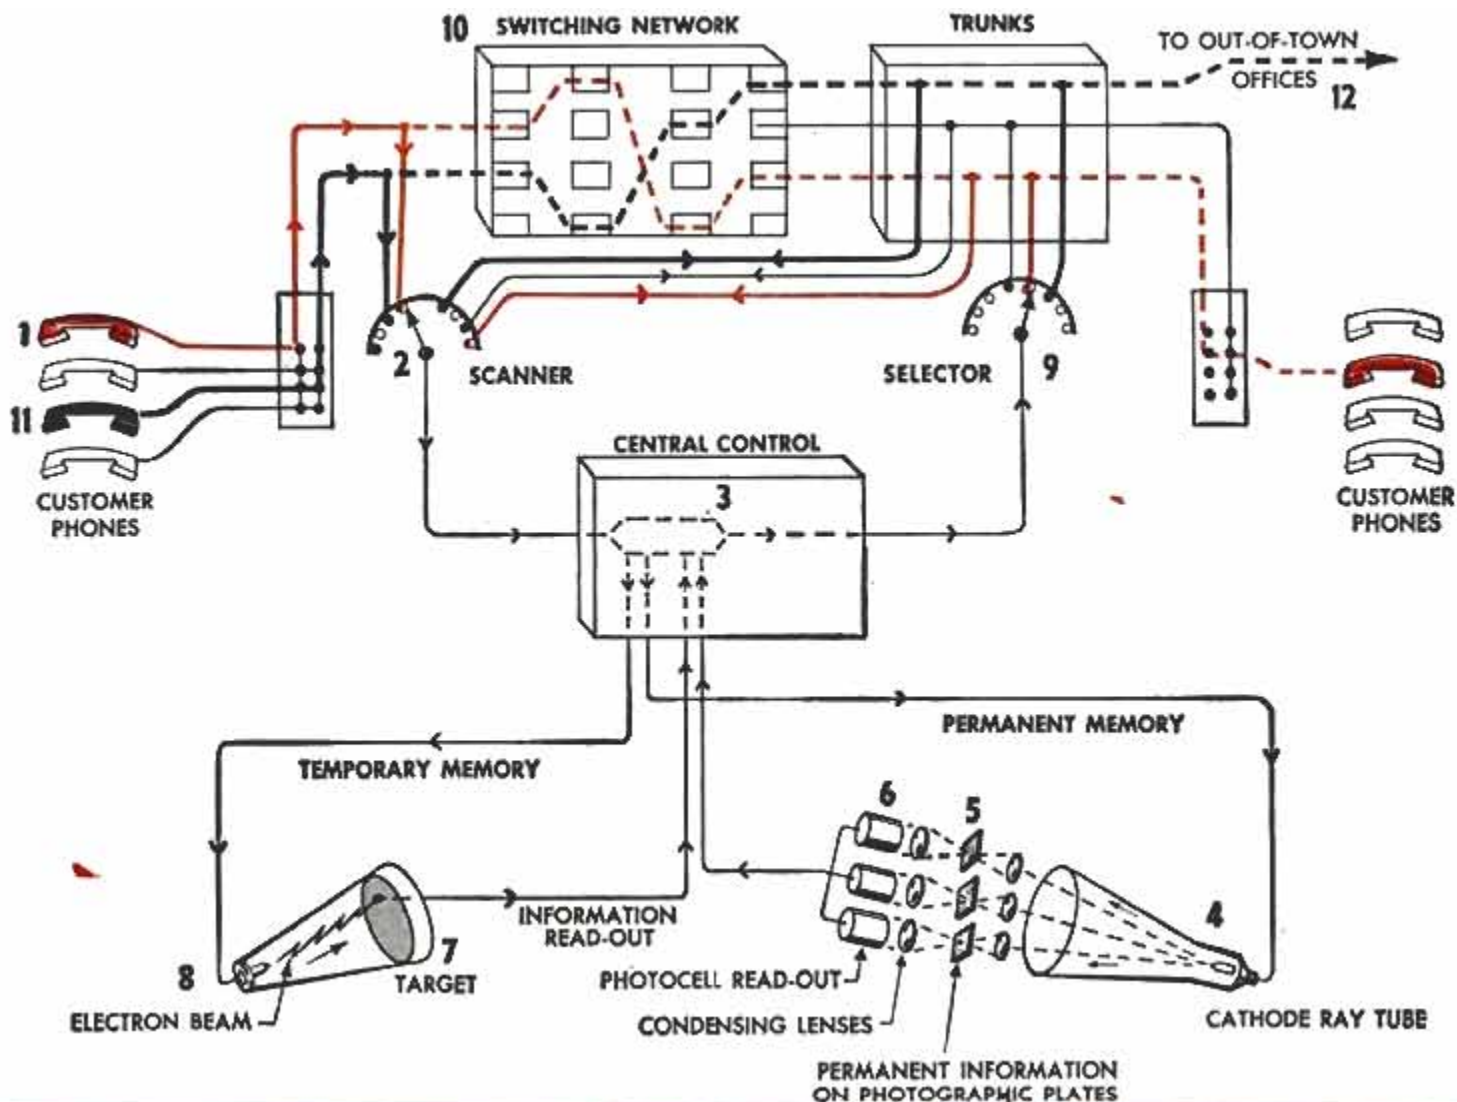 10 SWITCHING NETWORK
TRUNKS
TO OUT-OF-TOWN
OFFICES 12
1
2
SCANNER
SELECTOR 9
11
CUSTOMER
PHONES
CENTRAL CONTROL
3
CUSTOMER
PHONES
PERMANENT MEMORY
TEMPORARY MEMORY
6
5
4
INFORMATION
READ-OUT
7
TARGET
8
PHOTOCELL READ-OUT
ELECTRON BEAM
CONDENSING LENSES
CATHODE RAY TUBE
PERMANENT INFORMATION
ON PHOTOGRAPHIC PLATES